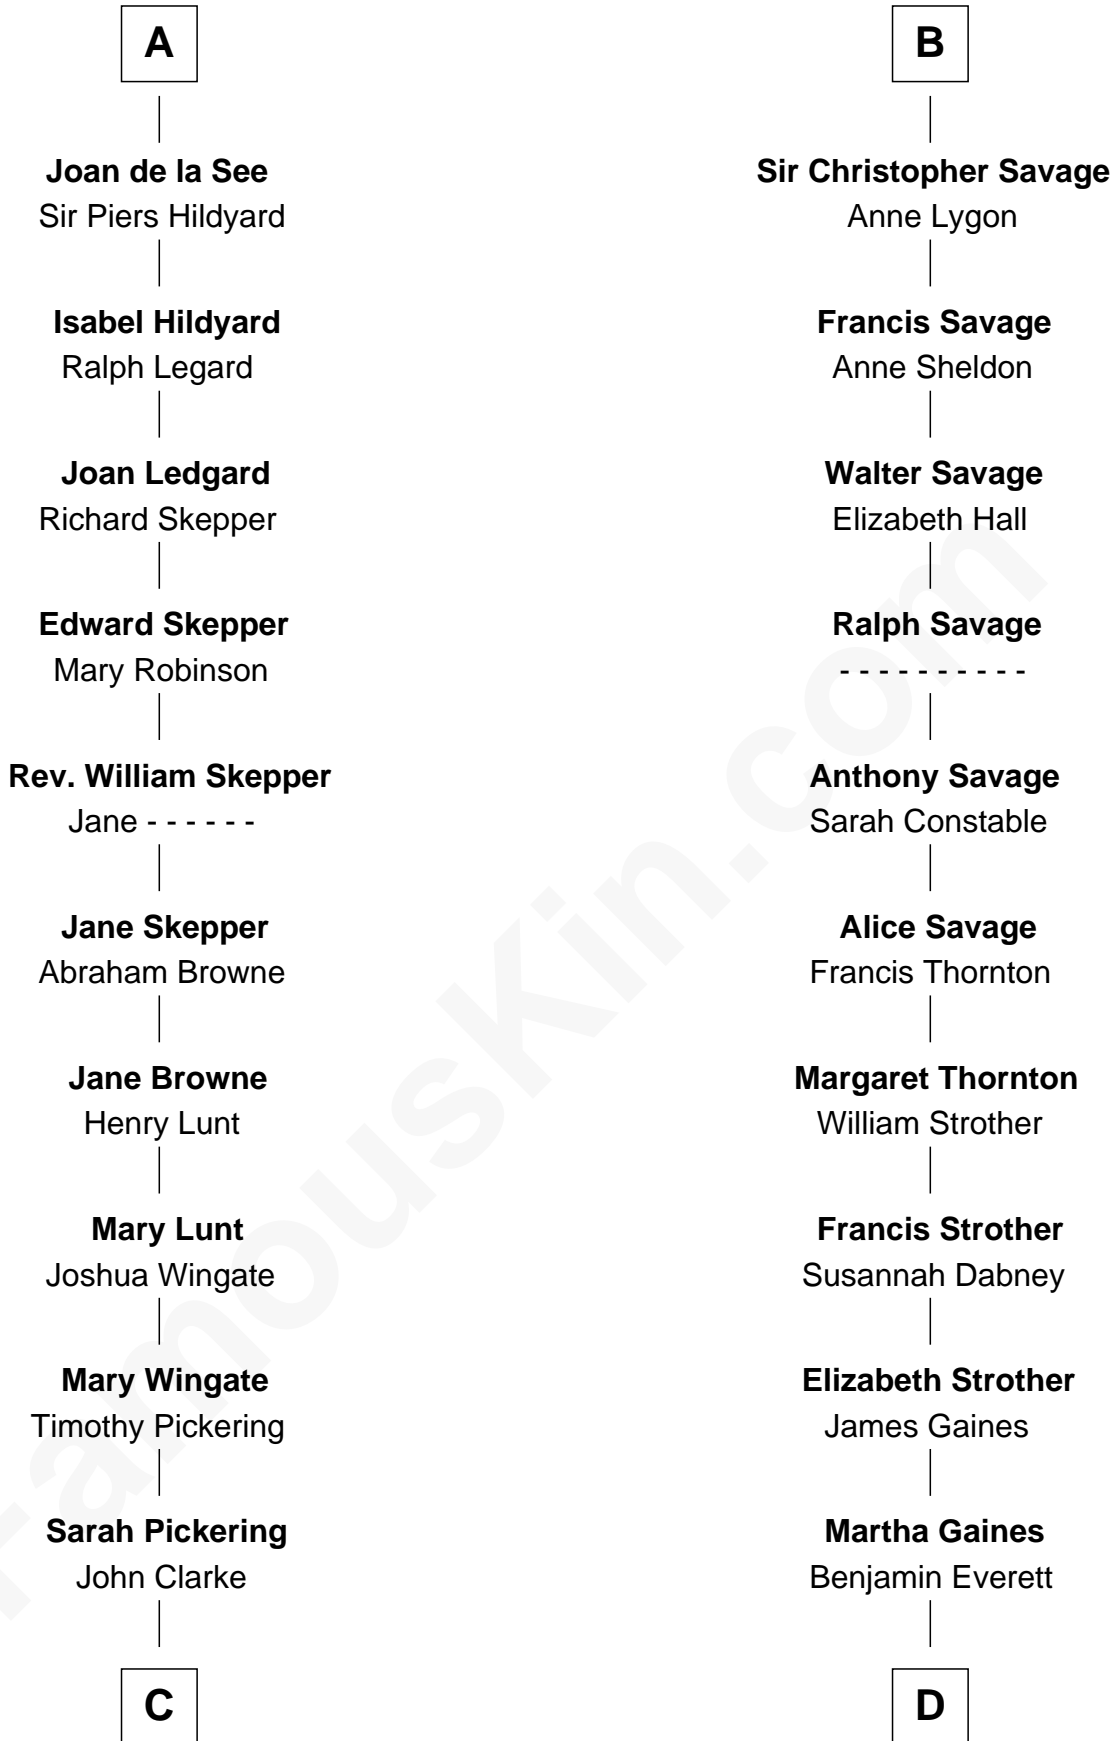 A
Joan de la See
Sir Piers Hildyard
Isabel Hildyard
Ralph Legard
Joan Ledgard
Richard Skepper
Edward Skepper
Mary Robinson
Rev. William Skepper
Jane - - - - - -
Jane Skepper
Abraham Browne
Jane Browne
Henry Lunt
Mary Lunt
Joshua Wingate
Mary Wingate
Timothy Pickering
Sarah Pickering
John Clarke
C
B
Sir Christopher Savage
Anne Lygon
Francis Savage
Anne Sheldon
Walter Savage
Elizabeth Hall
Ralph Savage
- - - - - - - - - -
Anthony Savage
Sarah Constable
Alice Savage
Francis Thornton
Margaret Thornton
William Strother
Francis Strother
Susannah Dabney
Elizabeth Strother
James Gaines
Martha Gaines
Benjamin Everett
D
FamousKin.com